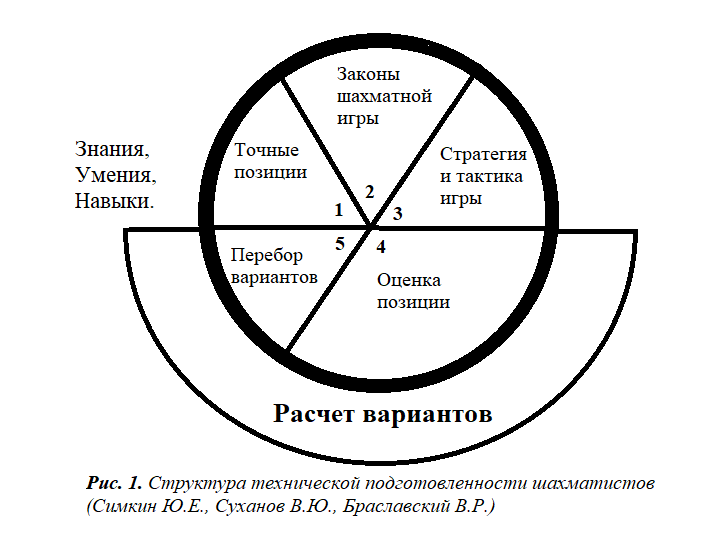 Законы
шахматной
игры
Знания,
Умения,
Навыки.
Точные
позиции
Стратегия
и тактика
игры
2
1
3
5
4
Перебор
вариантов
Оценка
позиции
Расчет вариантов
Рис. 1. Структура технической подготовленности шахматистов
(Симкин Ю.Е., Суханов В.Ю., Браславский В.Р.)